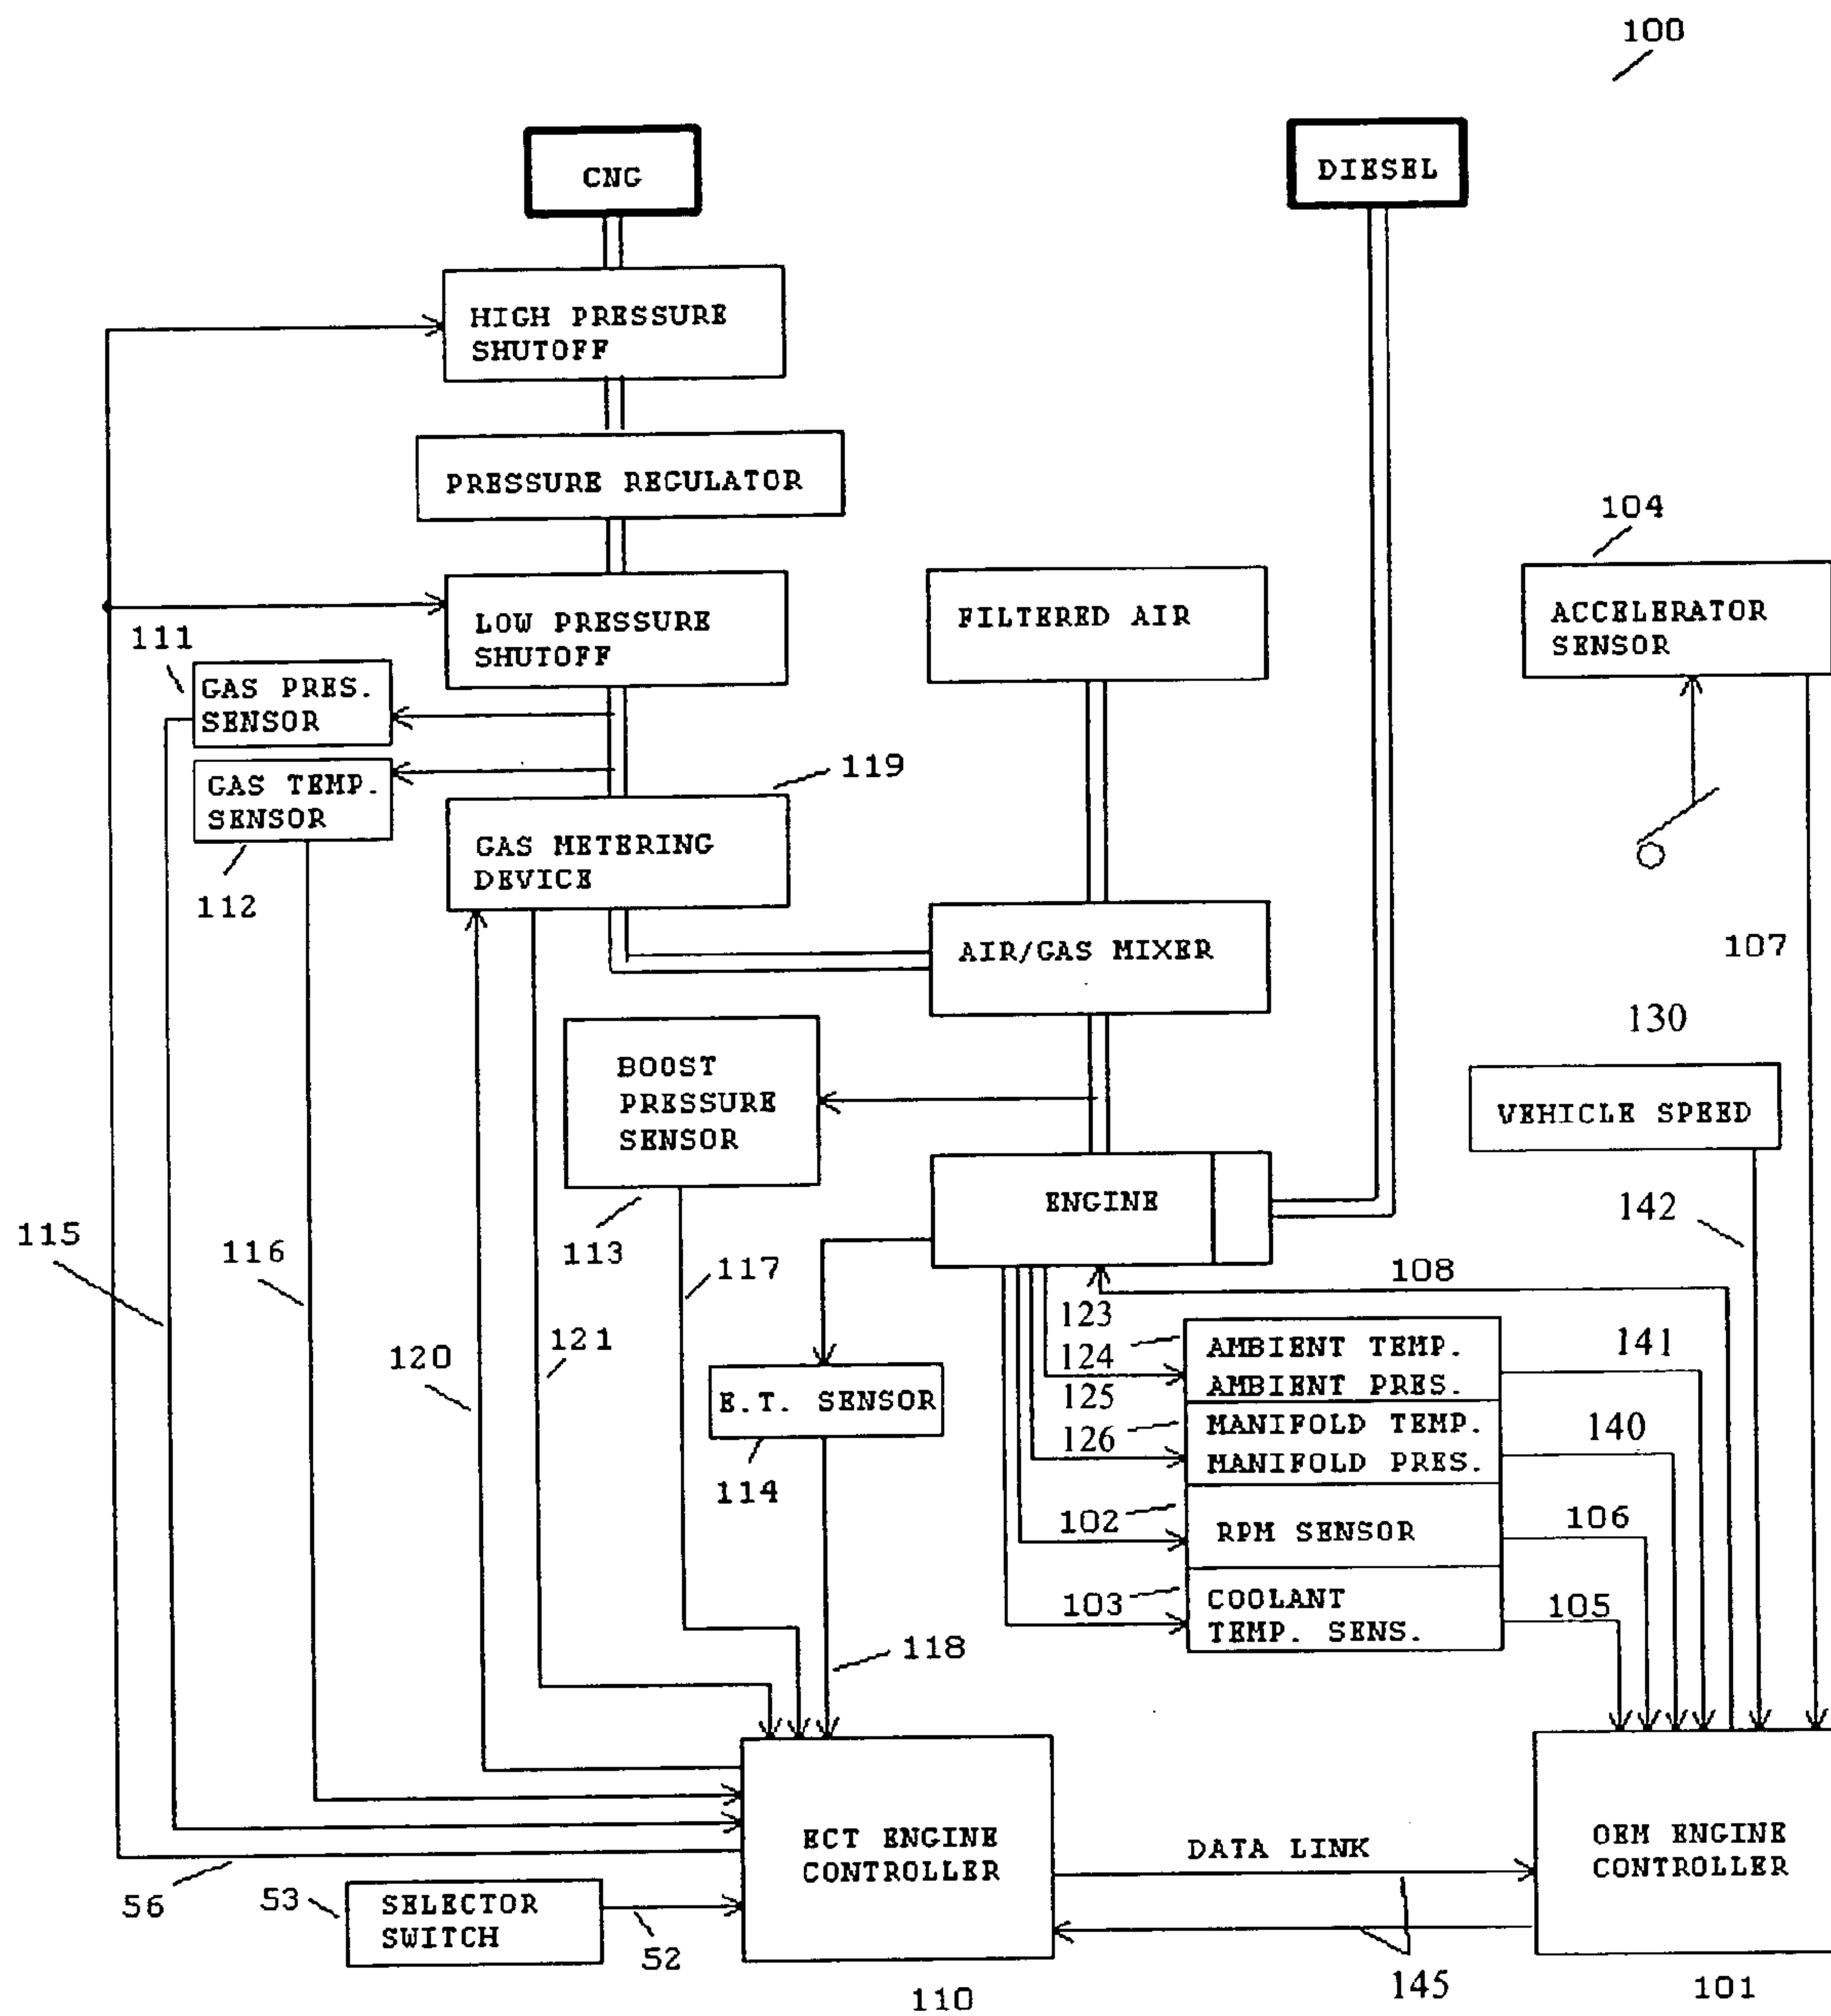 100
CNG
DIESEL
HIGH PRESSURE
SHUTOFF
PRESSURE REGULATOR
104
LOW PRESSURE
SHUTOFF
FILTERED AIR
ACCELERATOR
SENSOR
111
GAS PRES.
SENSOR
GAS TEMP.
SENSOR
112
119
GAS METERING
DEVICE
AIR/GAS MIXER
107
130
BOOST
PRESSURE
SENSOR
VEHICLE SPEED
ENGINE
115
116
113
117
142
108
120
121
123
124
125
126
AMBIENT TEMP.
AMBIENT PRES.
141
E.T. SENSOR
114
MANIFOLD TEMP.
MANIFOLD PRES.
140
102
RPM SENSOR
106
103
COOLANT
TEMP. SENS.
105
118
ECT ENGINE
CONTROLLER
DATA LINK
OEM ENGINE
CONTROLLER
56
53
SELECTOR
SWITCH
52
110
145
101